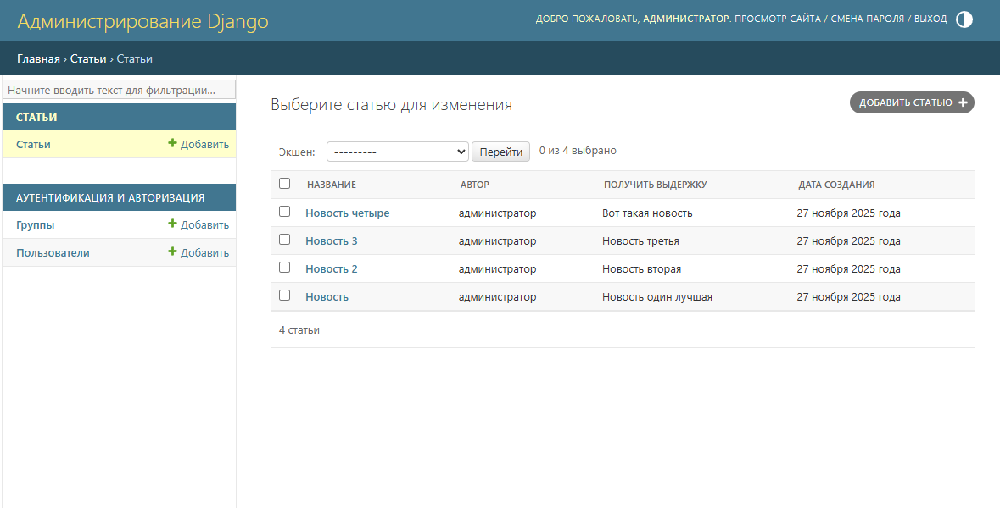 Администрирование Django
ДОБРО ПОЖАЛОВАТЬ, АДМИНИСТРАТОР. ПРОСМОТР САЙТА / СМЕНА ПАРОЛЯ / ВЫХОД
Главная › Статьи › Статьи
Начните вводить текст для фильтрации...
СТАТЬИ
Статьи + Добавить
АУТЕНТИФИКАЦИЯ И АВТОРИЗАЦИЯ
Группы + Добавить
Пользователи + Добавить
Выберите статью для изменения
ДОБАВИТЬ СТАТЬЮ +
Экшен: --------- Перейти 0 из 4 выбрано
НАЗВАНИЕ АВТОР ПОЛУЧИТЬ ВЫДЕРЖКУ ДАТА СОЗДАНИЯ
Новость четыре администратор Вот такая новость 27 ноября 2025 года
Новость 3 администратор Новость третья 27 ноября 2025 года
Новость 2 администратор Новость вторая 27 ноября 2025 года
Новость администратор Новость один лучшая 27 ноября 2025 года
4 статьи